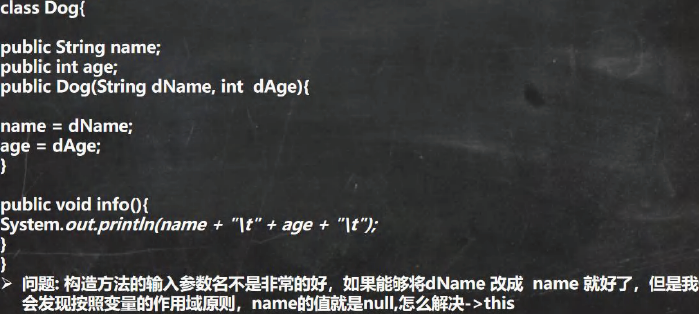 class Dog{
public String name;
public int age;
public Dog(String dName, int dAge){
name = dName;
age = dAge;
}
public void info(){
System.out.println(name + "\t" + age + "\t");
}
}
➢ 问题: 构造方法的输入参数名不是非常的好，如果能够将dName 改成 name 就好了，但是我
会发现按照变量的作用域原则，name的值就是null,怎么解决->this